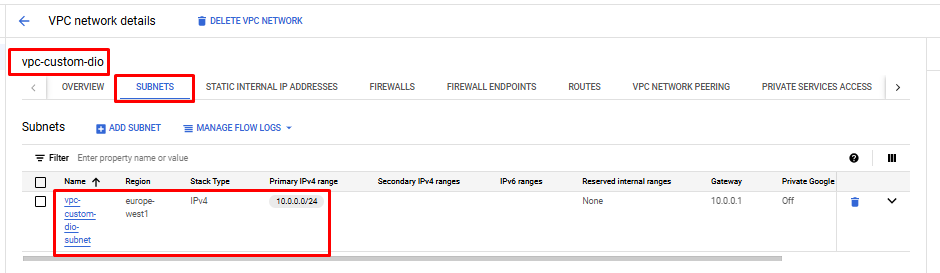 VPC network details DELETE VPC NETWORK
vpc-custom-dio
OVERVIEW SUBNETS STATIC INTERNAL IP ADDRESSES FIREWALLS FIREWALL ENDPOINTS ROUTES VPC NETWORK PEERING PRIVATE SERVICES ACCESS
Subnets ADD SUBNET MANAGE FLOW LOGS
Filter Enter property name or value
Name Region Stack Type Primary IPv4 range Secondary IPv4 ranges IPv6 ranges Reserved internal ranges Gateway Private Google
vpc- europe- IPv4 10.0.0.0/24 None 10.0.0.1 Off
custom- west1
dio-
subnet